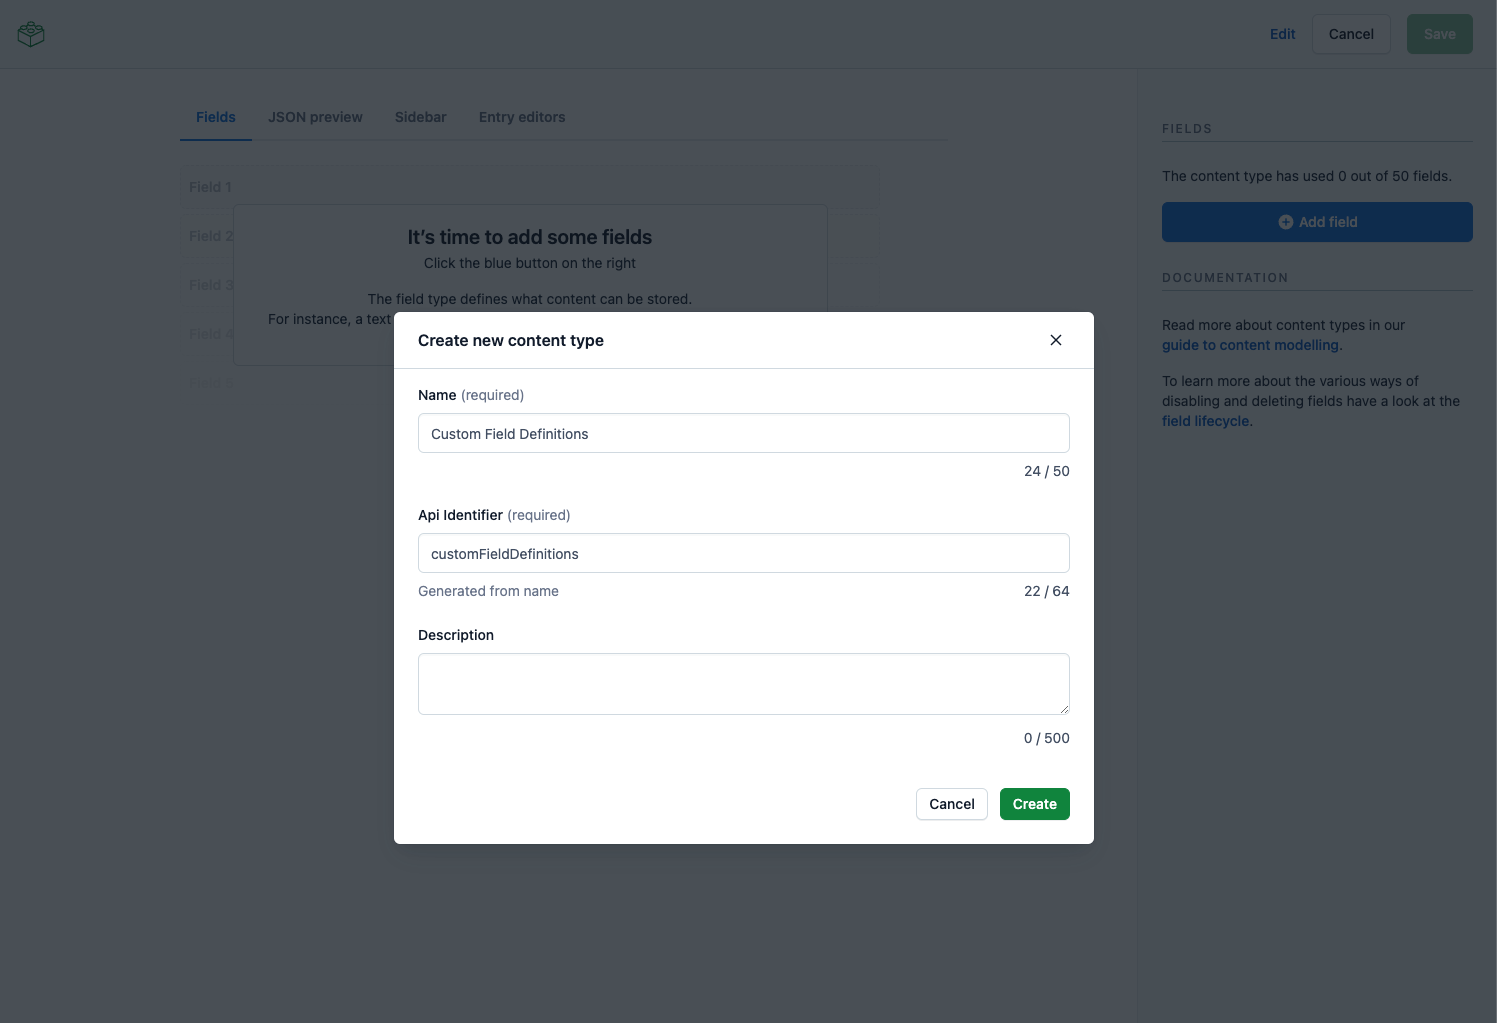 Edit
Cancel
Save
Fields
JSON preview
Sidebar
Entry editors
Field 1
Field 2
Field 3
Field 4
It's time to add some fields
Click the blue button on the right
The field type defines what content can be stored.
For instance, a text
FIELDS
The content type has used 0 out of 50 fields.
Add field
DOCUMENTATION
Read more about content types in our
guide to content modelling.
To learn more about the various ways of
disabling and deleting fields have a look at the
field lifecycle.
Create new content type
Name (required)
Custom Field Definitions
24 / 50
Api Identifier (required)
customFieldDefinitions
Generated from name
22 / 64
Description
0 / 500
Cancel
Create